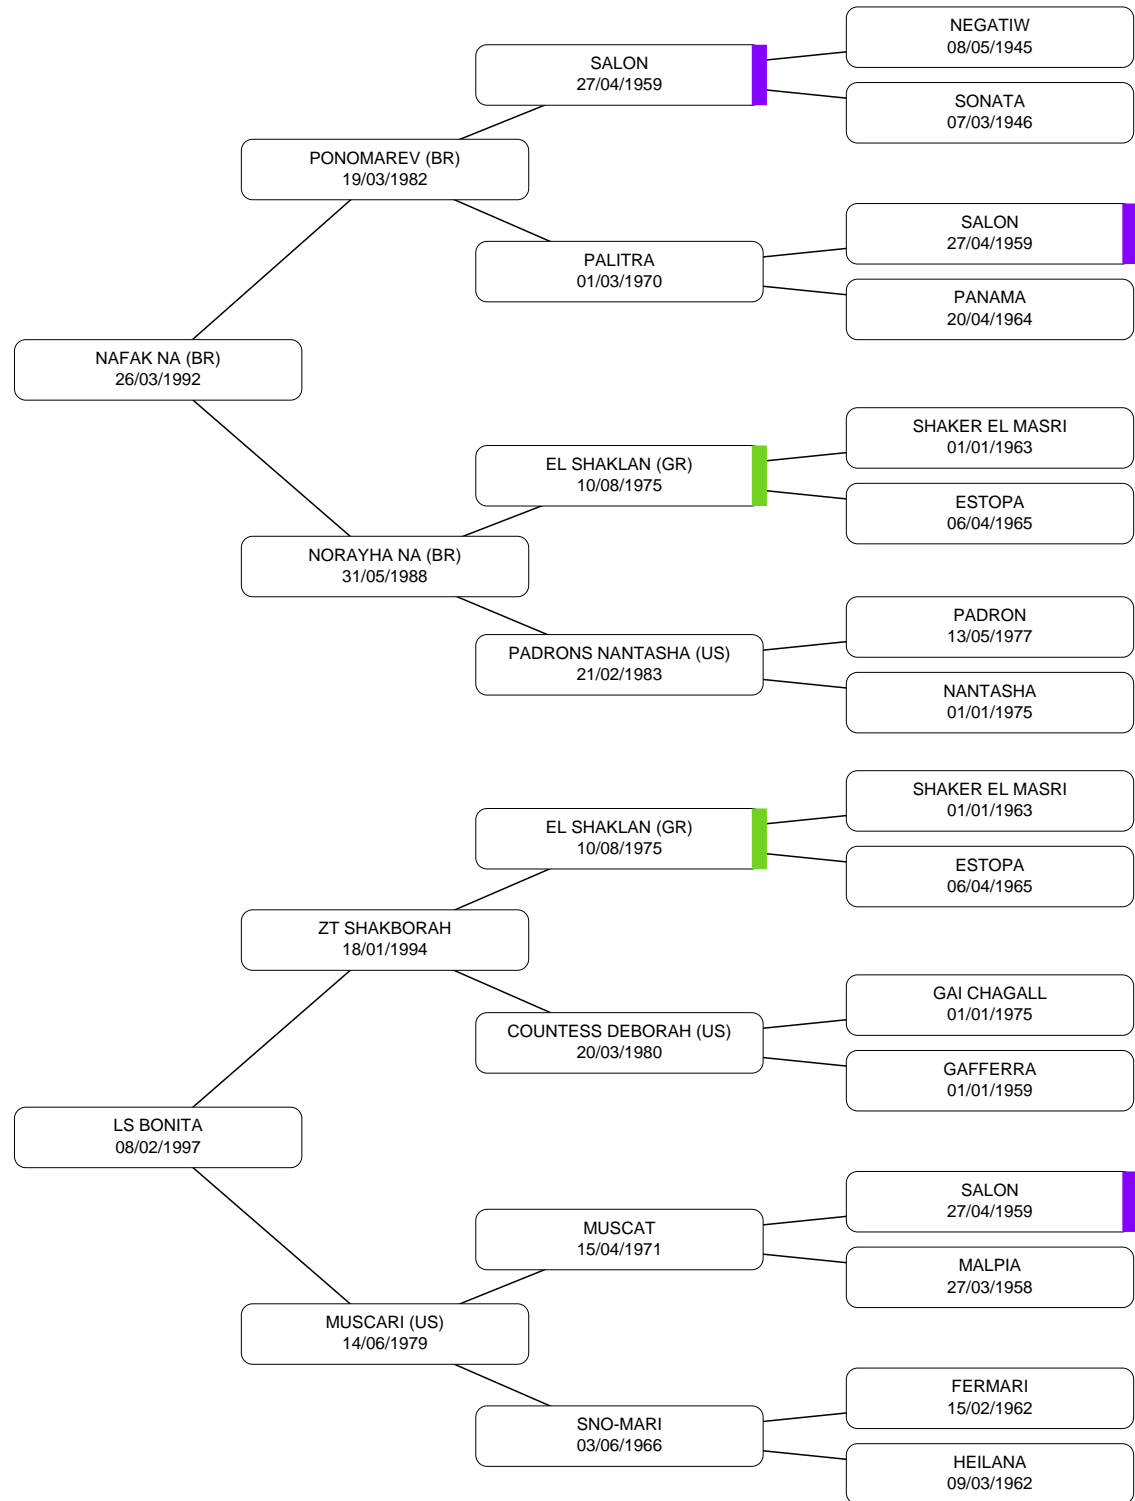 NEGATIW
08/05/1945
SALON
27/04/1959
SONATA
07/03/1946
PONOMAREV (BR)
19/03/1982
SALON
27/04/1959
PALITRA
01/03/1970
PANAMA
20/04/1964
NAFAK NA (BR)
26/03/1992
SHAKER EL MASRI
01/01/1963
EL SHAKLAN (GR)
10/08/1975
ESTOPA
06/04/1965
NORAYHA NA (BR)
31/05/1988
PADRON
13/05/1977
PADRONS NANTASHA (US)
21/02/1983
NANTASHA
01/01/1975
SHAKER EL MASRI
01/01/1963
EL SHAKLAN (GR)
10/08/1975
ESTOPA
06/04/1965
ZT SHAKBORAH
18/01/1994
GAI CHAGALL
01/01/1975
COUNTESS DEBORAH (US)
20/03/1980
GAFFERRA
01/01/1959
LS BONITA
08/02/1997
SALON
27/04/1959
MUSCAT
15/04/1971
MALPIA
27/03/1958
MUSCARI (US)
14/06/1979
FERMARI
15/02/1962
SNO-MARI
03/06/1966
HEILANA
09/03/1962